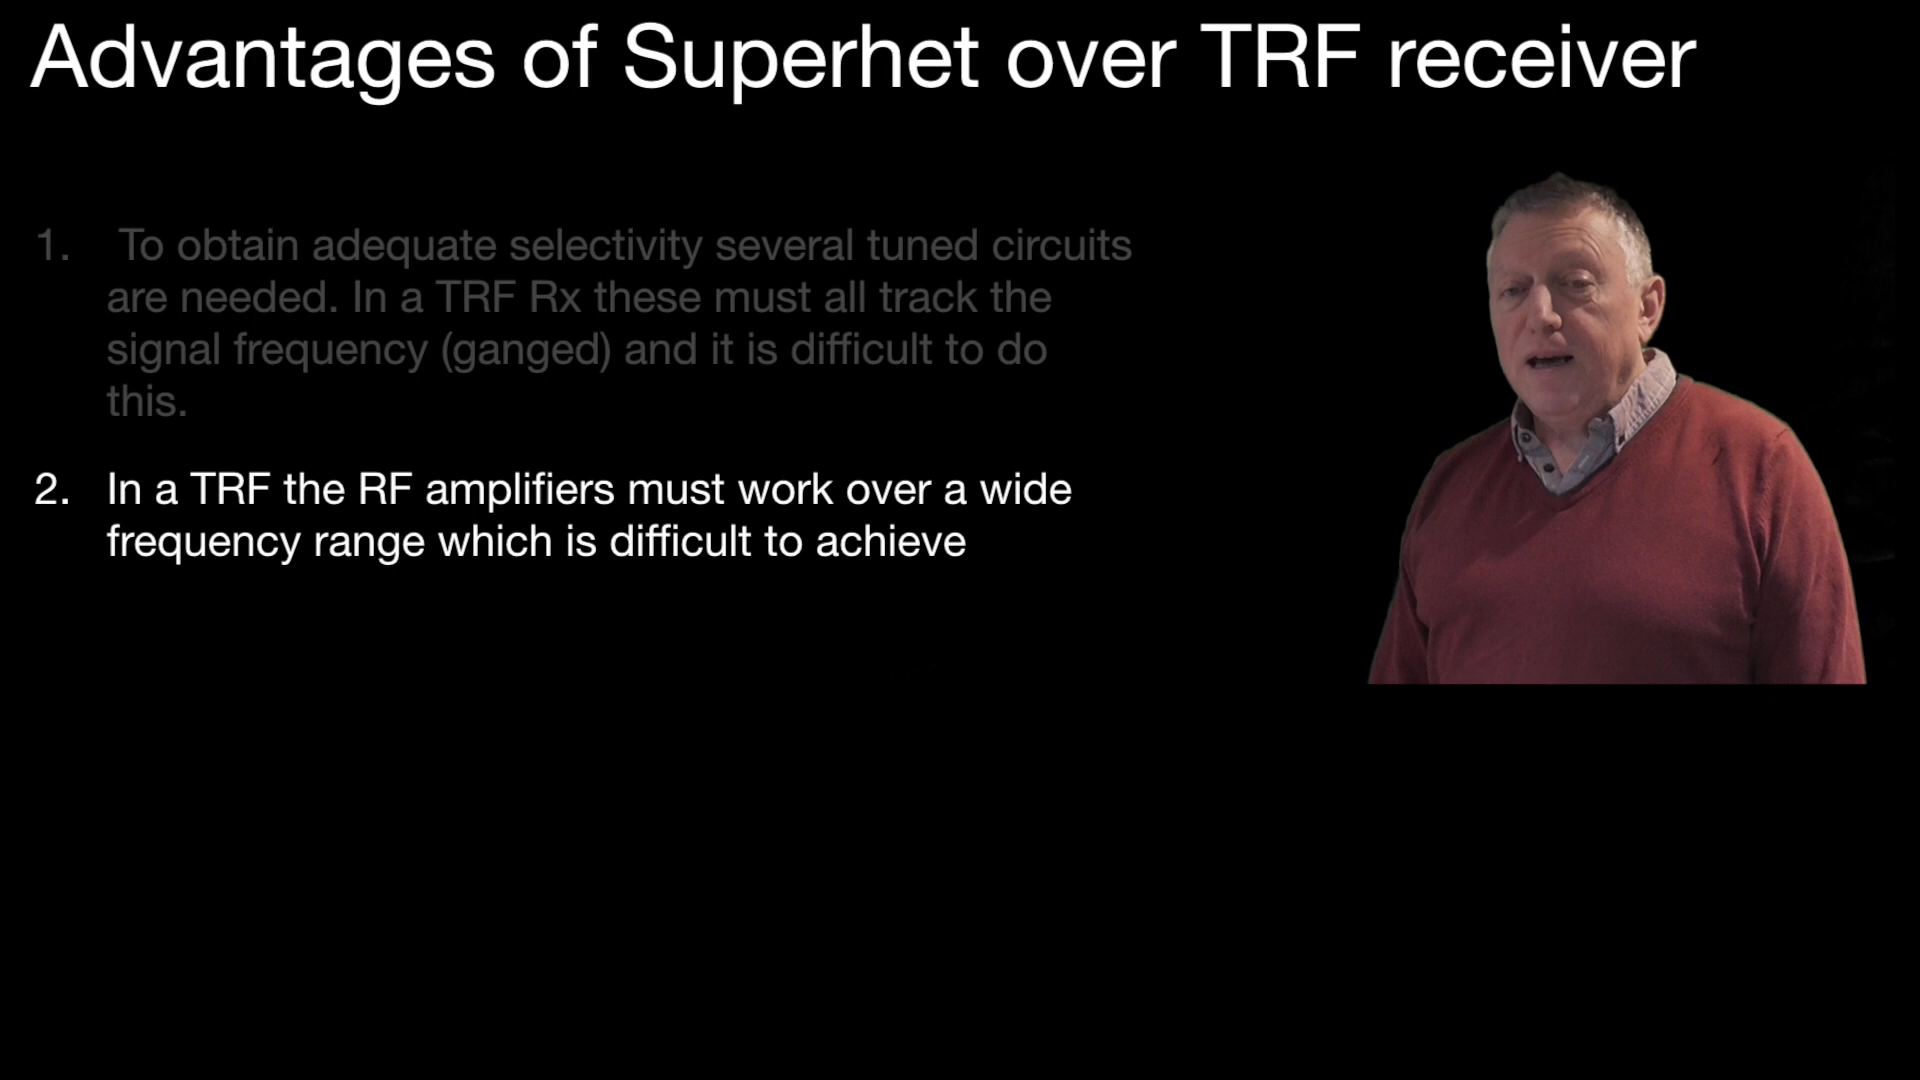 Advantages of Superhet over TRF receiver
1. To obtain adequate selectivity several tuned circuits
are needed. In a TRF Rx these must all track the
signal frequency (ganged) and it is difficult to do
this.
2. In a TRF the RF amplifiers must work over a wide
frequency range which is difficult to achieve